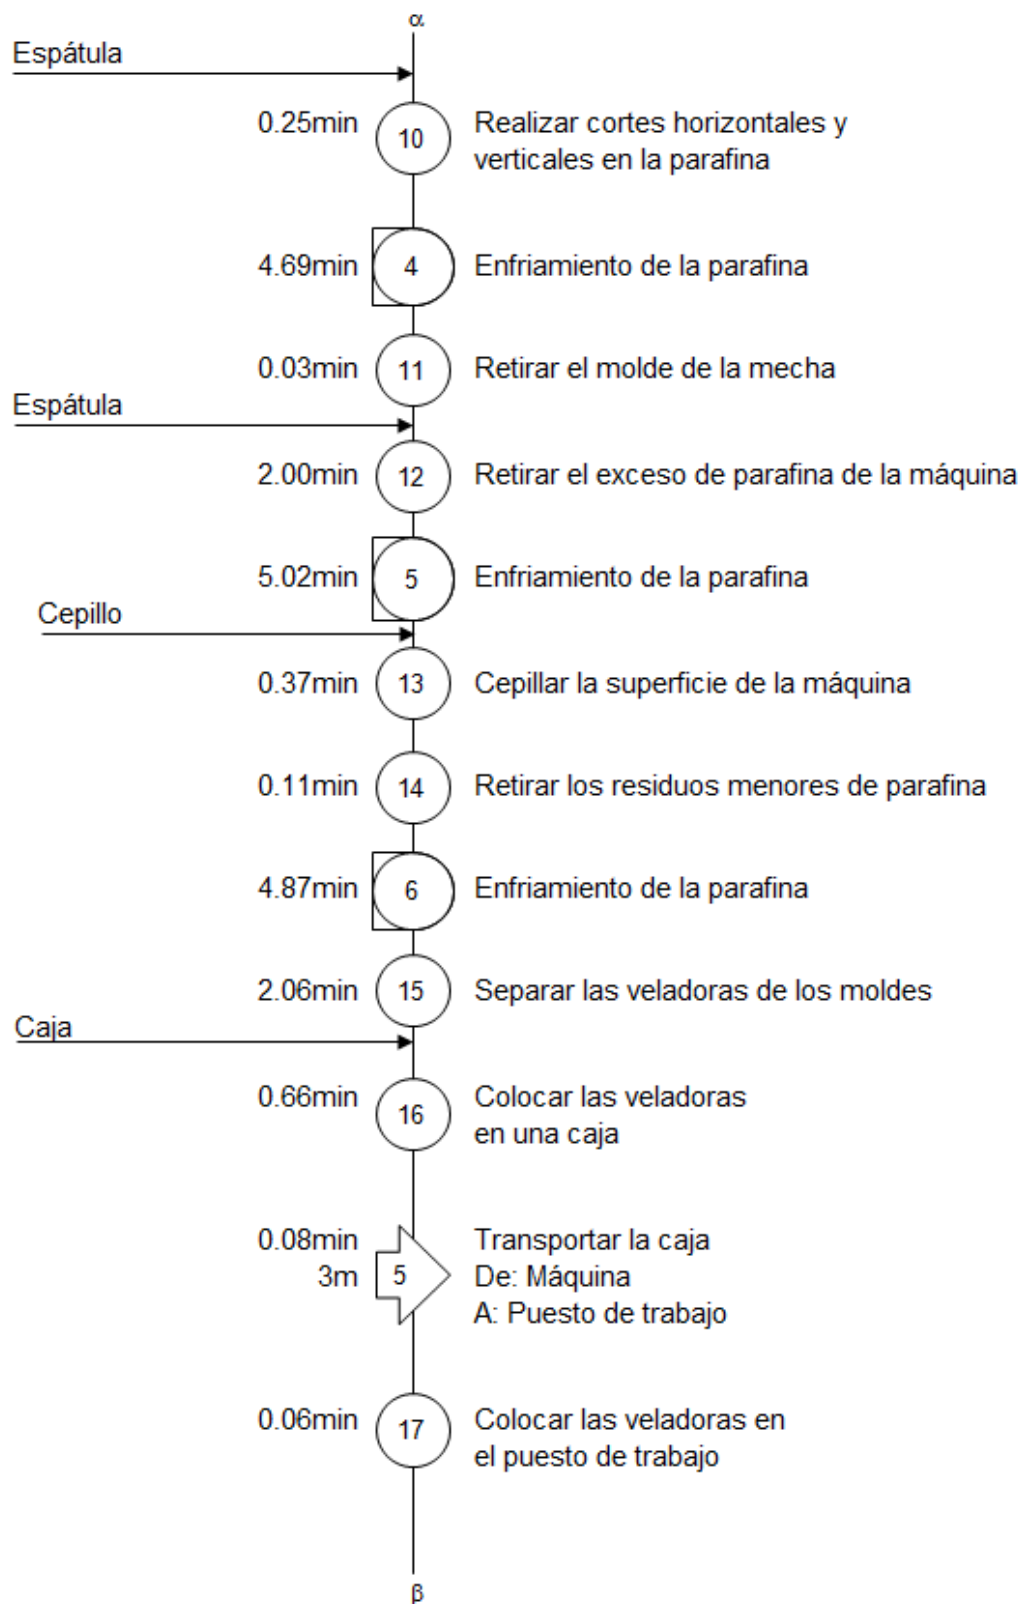 α
Espátula
0.25min 10 Realizar cortes horizontales y
verticales en la parafina
4.69min 4 Enfriamiento de la parafina
0.03min 11 Retirar el molde de la mecha
Espátula
2.00min 12 Retirar el exceso de parafina de la máquina
5.02min 5 Enfriamiento de la parafina
Cepillo
0.37min 13 Cepillar la superficie de la máquina
0.11min 14 Retirar los residuos menores de parafina
4.87min 6 Enfriamiento de la parafina
2.06min 15 Separar las veladoras de los moldes
Caja
0.66min 16 Colocar las veladoras
en una caja
0.08min Transportar la caja
3m 5 De: Máquina
A: Puesto de trabajo
0.06min 17 Colocar las veladoras en
el puesto de trabajo
β